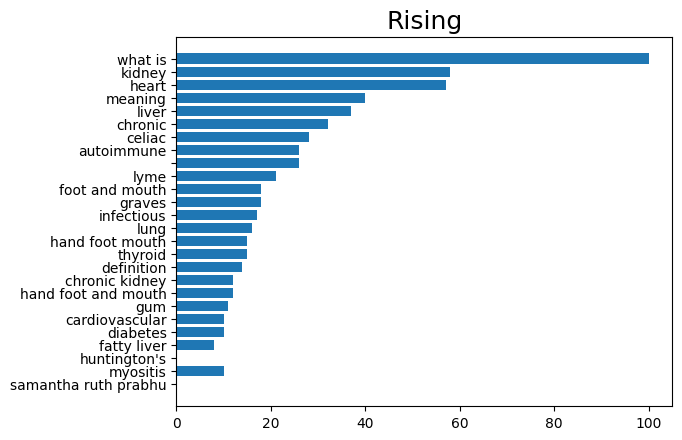 Rising
what is
kidney
heart
meaning
liver
chronic
celiac
autoimmune
lyme
foot and mouth
graves
infectious
lung
hand foot mouth
thyroid
definition
chronic kidney
hand foot and mouth
gum
cardiovascular
diabetes
fatty liver
huntington's
myositis
samantha ruth prabhu
0 20 40 60 80 100